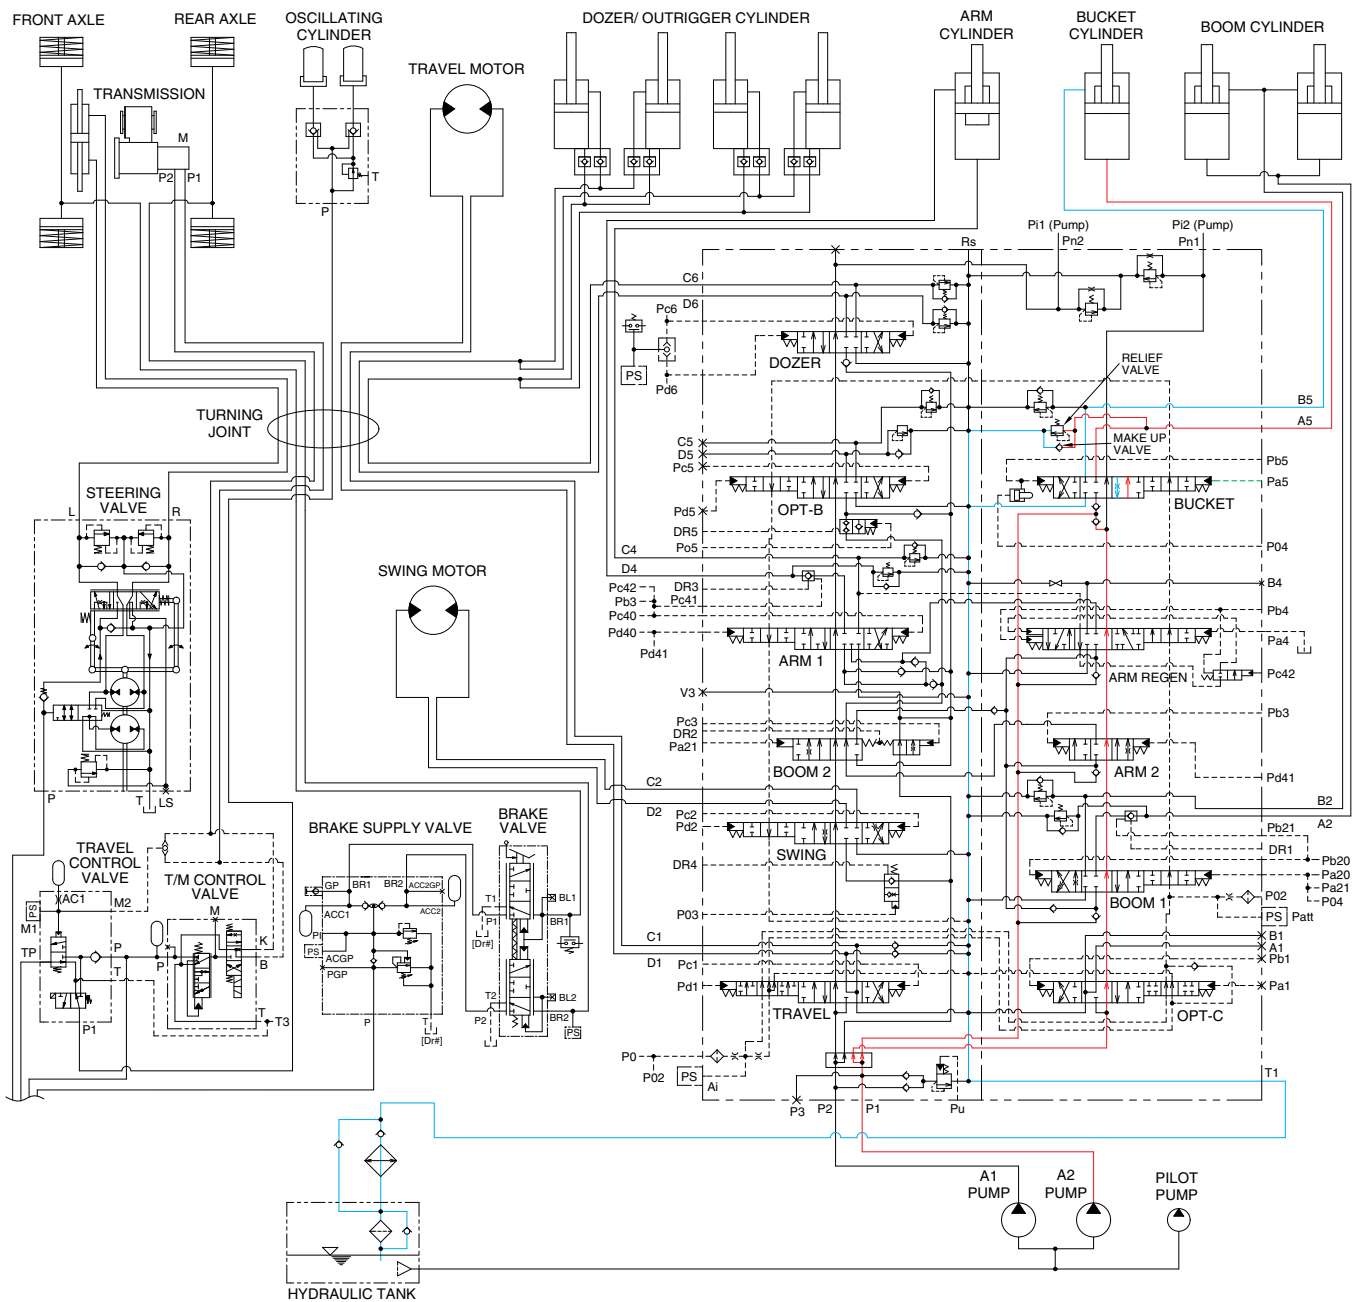 FRONT AXLE
REAR AXLE
OSCILLATING
CYLINDER
DOZER/ OUTRIGGER CYLINDER
ARM
CYLINDER
BUCKET
CYLINDER
BOOM CYLINDER
TRAVEL MOTOR
TRANSMISSION
M
P2
P1
T
P
Pi1 (Pump)
Pn2
Pi2 (Pump)
Pn1
Rs
C6
D6
Pc6
PS
Pd6
DOZER
RELIEF
VALVE
B5
A5
MAKE UP
VALVE
TURNING
JOINT
C5
D5
Pc5
Pb5
Pa5
OPT-B
BUCKET
Pd5
DR5
Po5
P04
STEERING
VALVE
L
R
C4
D4
SWING MOTOR
Pc42
Pb3
Pc40
Pc41
DR3
B4
Pb4
Pd40
Pd41
ARM 1
Pa4
ARM REGEN
Pc42
V3
Pc3
DR2
Pa21
Pb3
BOOM 2
ARM 2
Pd41
P
T
LS
C2
D2
Pc2
Pd2
B2
A2
Pb21
DR1
SWING
DR4
Pb20
Pa20
Pa21
P04
BOOM 1
P02
PS
Patt
P03
BRAKE SUPPLY VALVE
BRAKE
VALVE
TRAVEL
CONTROL
VALVE
T/M CONTROL
VALVE
AC1
M2
PS
M1
TP
P
T
P1
M
K
B
P
T
T3
GP
BR1
BR2
ACC2GP
ACC1
ACC2
PI
PS
ACGP
PGP
P
T
[Dr#]
T1
P1
[Dr#]
BL1
BR1
T2
P2
BL2
BR2
PS
C1
D1
Pc1
Pd1
TRAVEL
B1
A1
Pb1
Pa1
OPT-C
P0
P02
PS
Ai
P3
P2
P1
Pu
T1
A1
PUMP
A2
PUMP
PILOT
PUMP
HYDRAULIC TANK